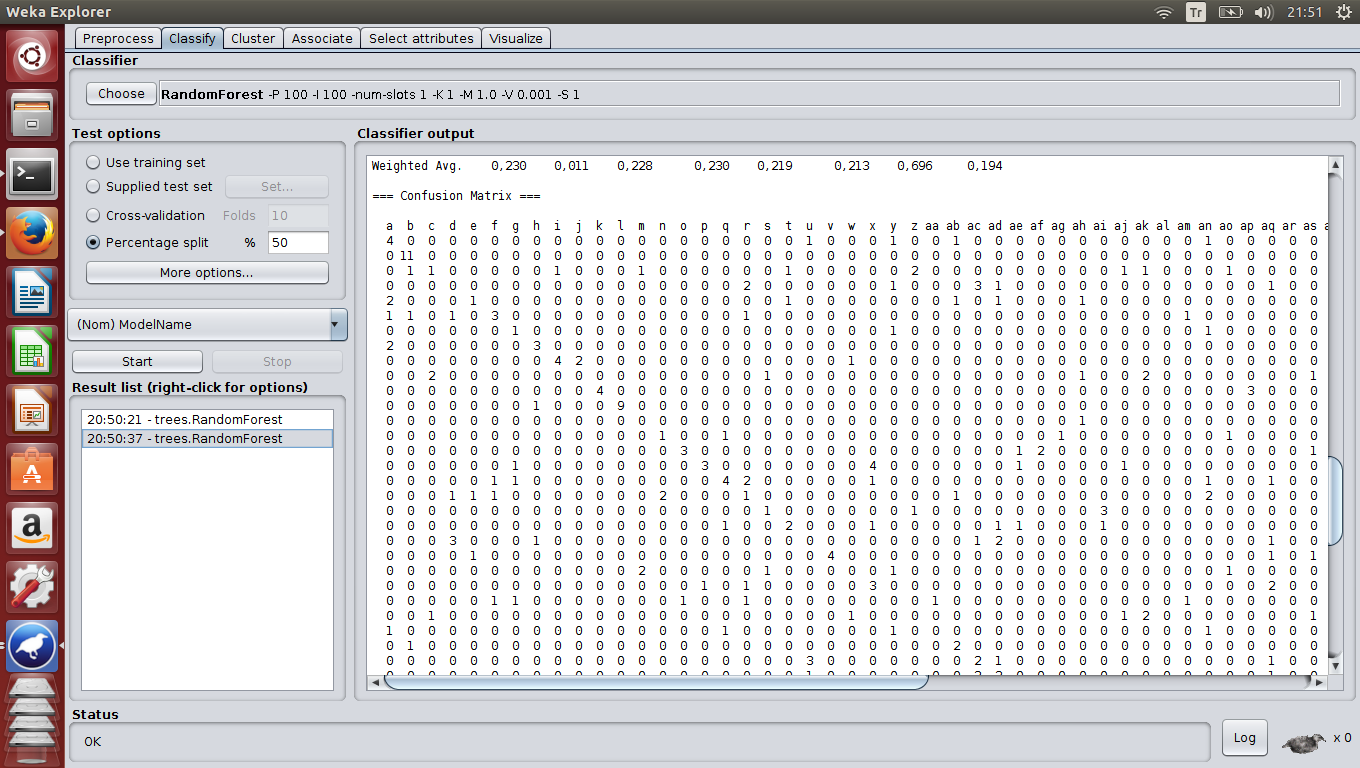 Weka Explorer
Tr
21:51
Preprocess Classify Cluster Associate Select attributes Visualize
Classifier
Choose RandomForest -P 100 -I 100 -num-slots 1 -K 1 -M 1.0 -V 0.001 -S 1
Test options
Use training set
Supplied test set Set...
Cross-validation Folds 10
Percentage split % 50
More options...
(Nom) ModelName
Start Stop
Result list (right-click for options)
20:50:21 - trees.RandomForest
20:50:37 - trees.RandomForest
Classifier output
Weighted Avg. 0,230 0,011 0,228 0,230 0,219 0,213 0,696 0,194
=== Confusion Matrix ===
a b c d e f g h i j k l m n o p q r s t u v w x y z aa ab ac ad ae af ag ah ai aj ak al am an ao ap aq ar as
4 0 0 0 0 0 0 0 0 0 0 0 0 0 0 0 0 0 0 0 1 0 0 0 1 0 0 1 0 0 0 0 0 0 0 0 0 0 0 1 0 0 0 0 0
0 11 0 0 0 0 0 0 0 0 0 0 0 0 0 0 0 0 0 0 0 0 0 0 0 0 0 0 0 0 0 0 0 0 0 0 0 0 0 0 0 0 0 0 0
0 1 1 0 0 0 0 0 1 0 0 0 1 0 0 0 0 0 0 1 0 0 0 0 0 2 0 0 0 0 0 0 0 0 0 1 1 0 0 0 1 0 0 0 0
0 0 0 0 0 0 0 0 0 0 0 0 0 0 0 0 0 2 0 0 0 0 0 0 1 0 0 0 3 1 0 0 0 0 0 0 0 0 0 0 0 0 1 0 0
2 0 0 0 1 0 0 0 0 0 0 0 0 0 0 0 0 0 0 1 0 0 0 0 0 0 0 1 0 1 0 0 0 1 0 0 0 0 0 0 0 0 0 0 0
1 1 0 1 0 3 0 0 0 0 0 0 0 0 0 0 0 1 0 0 0 0 0 0 0 0 0 0 0 0 0 0 0 0 0 0 0 0 1 0 0 0 0 0 0
0 0 0 0 0 0 1 0 0 0 0 0 0 0 0 0 0 0 0 0 0 0 0 0 1 0 0 0 0 0 0 0 0 0 0 0 0 0 0 1 0 0 0 0 0
2 0 0 0 0 0 0 3 0 0 0 0 0 0 0 0 0 0 0 0 0 0 0 0 0 0 0 0 0 0 0 0 0 0 0 0 0 0 0 0 0 0 0 0 0
0 0 0 0 0 0 0 0 4 2 0 0 0 0 0 0 0 0 0 0 0 0 1 0 0 0 0 0 0 0 0 0 0 0 0 0 0 0 0 0 0 0 0 0 0
0 0 2 0 0 0 0 0 0 0 0 0 0 0 0 0 0 0 1 0 0 0 0 0 0 0 0 0 0 0 0 0 0 1 0 0 2 0 0 0 0 0 0 0 1
0 0 0 0 0 0 0 0 0 0 4 0 0 0 0 0 0 0 0 0 0 0 0 0 0 0 0 0 0 0 0 0 0 0 0 0 0 0 0 0 0 3 0 0 0
0 0 0 0 0 0 0 1 0 0 0 9 0 0 0 0 0 0 0 0 0 0 0 0 0 0 0 0 0 0 0 0 0 0 0 0 0 0 0 0 0 0 0 0 0
0 0 0 0 0 0 0 0 0 0 0 0 0 0 0 0 0 0 0 0 0 0 0 0 0 0 0 0 0 0 0 0 0 1 0 0 0 0 0 0 0 0 0 0 0
0 0 0 0 0 0 0 0 0 0 0 0 0 1 0 0 1 0 0 0 0 0 0 0 0 0 0 0 0 0 0 0 1 0 0 0 0 0 0 0 1 0 0 0 0
0 0 0 0 0 0 0 0 0 0 0 0 0 0 3 0 0 0 0 0 0 0 0 0 0 0 0 0 0 0 1 2 0 0 0 0 0 0 0 0 0 0 0 0 1
0 0 0 0 0 0 1 0 0 0 0 0 0 0 0 3 0 0 0 0 0 0 0 4 0 0 0 0 0 0 1 0 0 0 0 1 0 0 0 0 0 0 0 0 0
0 0 0 0 0 1 1 0 0 0 0 0 0 0 0 0 4 2 0 0 0 0 0 1 0 0 0 0 0 0 0 0 0 0 0 0 0 0 0 1 0 0 1 0 0
0 0 0 1 1 1 0 0 0 0 0 0 0 2 0 0 0 1 0 0 0 0 0 0 0 0 0 1 0 0 0 0 0 0 0 0 0 0 0 2 0 0 0 0 0
0 0 0 0 0 0 0 0 0 0 0 0 0 0 0 0 0 0 1 0 0 0 0 0 0 1 0 0 0 0 0 0 0 0 3 0 0 0 0 0 0 0 0 0 0
0 0 0 0 0 0 0 0 0 0 0 0 0 0 0 0 1 0 0 2 0 0 0 1 0 0 0 0 0 1 1 0 0 0 1 0 0 0 0 0 0 0 0 0 0
0 0 0 3 0 0 0 1 0 0 0 0 0 0 0 0 0 0 0 0 0 0 0 0 0 0 0 0 1 2 0 0 0 0 0 0 0 0 0 0 0 0 1 0 0
0 0 0 0 1 0 0 0 0 0 0 0 0 0 0 0 0 0 0 0 0 4 0 0 0 0 0 0 0 0 0 0 0 0 0 0 0 0 0 0 0 0 1 0 1
0 0 0 0 0 0 0 0 0 0 0 0 2 0 0 0 0 0 1 0 0 0 0 0 1 0 0 0 0 0 0 0 0 0 0 0 0 0 0 0 1 0 0 0 0
0 0 0 0 0 0 0 0 0 0 0 0 0 0 0 1 0 1 0 0 0 0 0 3 1 0 0 0 0 0 0 0 0 0 0 0 0 0 0 0 0 0 2 0 0
0 0 0 0 0 1 1 0 0 0 0 0 0 0 1 0 0 1 0 0 0 0 0 0 0 0 1 0 0 0 0 0 0 0 0 0 0 0 1 0 0 0 0 0 0
0 0 1 0 0 0 0 0 0 0 0 0 0 0 0 0 0 0 0 0 0 0 1 0 0 0 0 0 0 0 0 0 0 0 0 1 2 0 0 0 0 0 0 0 1
1 0 0 0 0 0 0 0 0 0 0 0 0 0 0 0 1 0 0 0 0 0 0 0 1 0 0 0 0 0 0 0 0 0 0 0 0 0 0 1 0 0 0 0 0
0 1 0 0 0 0 0 0 0 0 0 0 0 0 0 0 0 0 0 0 0 0 0 0 0 0 0 2 0 0 0 0 0 0 0 0 0 0 0 0 0 0 0 0 0
0 0 0 0 0 0 0 0 0 0 0 0 0 0 0 0 0 0 0 0 3 0 0 0 0 0 0 0 2 1 0 0 0 0 0 0 0 0 0 0 0 0 1 0 0
Status
OK
Log
x 0